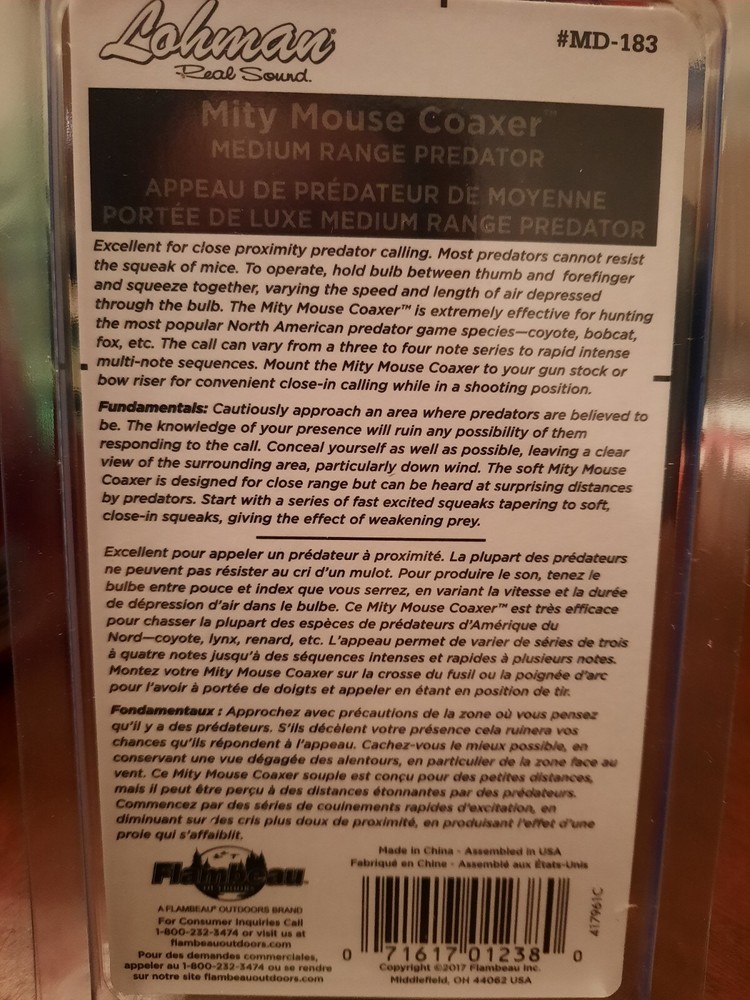 Lohman
Real Sound.
#MD-183
Mity Mouse Coaxer™
MEDIUM RANGE PREDATOR
APPEAU DE PRÉDATEUR DE MOYENNE
PORTÉE DE LUXE MEDIUM RANGE PREDATOR
Excellent for close proximity predator calling. Most predators cannot resist
the squeak of mice. To operate, hold bulb between thumb and forefinger
and squeeze together, varying the speed and length of air depressed
through the bulb. The Mity Mouse Coaxer™ is extremely effective for hunting
the most popular North American predator game species—coyote, bobcat,
fox, etc. The call can vary from a three to four note series to rapid intense
multi-note sequences. Mount the Mity Mouse Coaxer to your gun stock or
bow riser for convenient close-in calling while in a shooting position.
Fundamentals: Cautiously approach an area where predators are believed to
be. The knowledge of your presence will ruin any possibility of them
responding to the call. Conceal yourself as well as possible, leaving a clear
view of the surrounding area, particularly down wind. The soft Mity Mouse
Coaxer is designed for close range but can be heard at surprising distances
by predators. Start with a series of fast excited squeaks tapering to soft,
close-in squeaks, giving the effect of weakening prey.
Excellent pour appeler un prédateur à proximité. La plupart des prédateurs
ne peuvent pas résister au cri d'un mulot. Pour produire le son, tenez le
bulbe entre pouce et index que vous serrez, en variant la vitesse et la durée
de dépression d'air dans le bulbe. Ce Mity Mouse Coaxer™ est très efficace
pour chasser la plupart des espèces de prédateurs d'Amérique du
Nord—coyote, lynx, renard, etc. L'appeau permet de varier de séries de trois
à quatre notes jusqu'à des séquences intenses et rapides à plusieurs notes.
Montez votre Mity Mouse Coaxer sur la crosse du fusil ou la poignée d'arc
pour l'avoir à portée de doigts et appeler en étant en position de tir.
Fondamentaux : Approchez avec précautions de la zone où vous pensez
qu'il y a des prédateurs. S'ils décèlent votre présence cela ruinera vos
chances qu'ils répondent à l'appeau. Cachez-vous le mieux possible, en
conservant une vue dégagée des alentours, en particulier de la zone face au
vent. Ce Mity Mouse Coaxer souple est conçu pour des petites distances,
mais il peut être perçu à des distances étonnantes par des prédateurs.
Commencez par des séries de couinements rapides d'excitation, en
diminuant sur des cris plus doux de proximité, en produisant l'effet d'une
proie qui s'affaiblit.
Made in China - Assembled in USA
Fabriqué en Chine - Assemblé aux États-Unis
Flambeau
A FLAMBEAU® OUTDOORS BRAND
For Consumer Inquiries Call
1-800-232-3474 or visit us at
flambeauoutdoors.com
Pour des demandes commerciales,
appeler au 1-800-232-3474 ou se rendre
sur notre site flambeauoutdoors.com
417961C
0 71617 01238 0
Copyright ©2017 Flambeau Inc.
Middlefield, OH 44062 USA